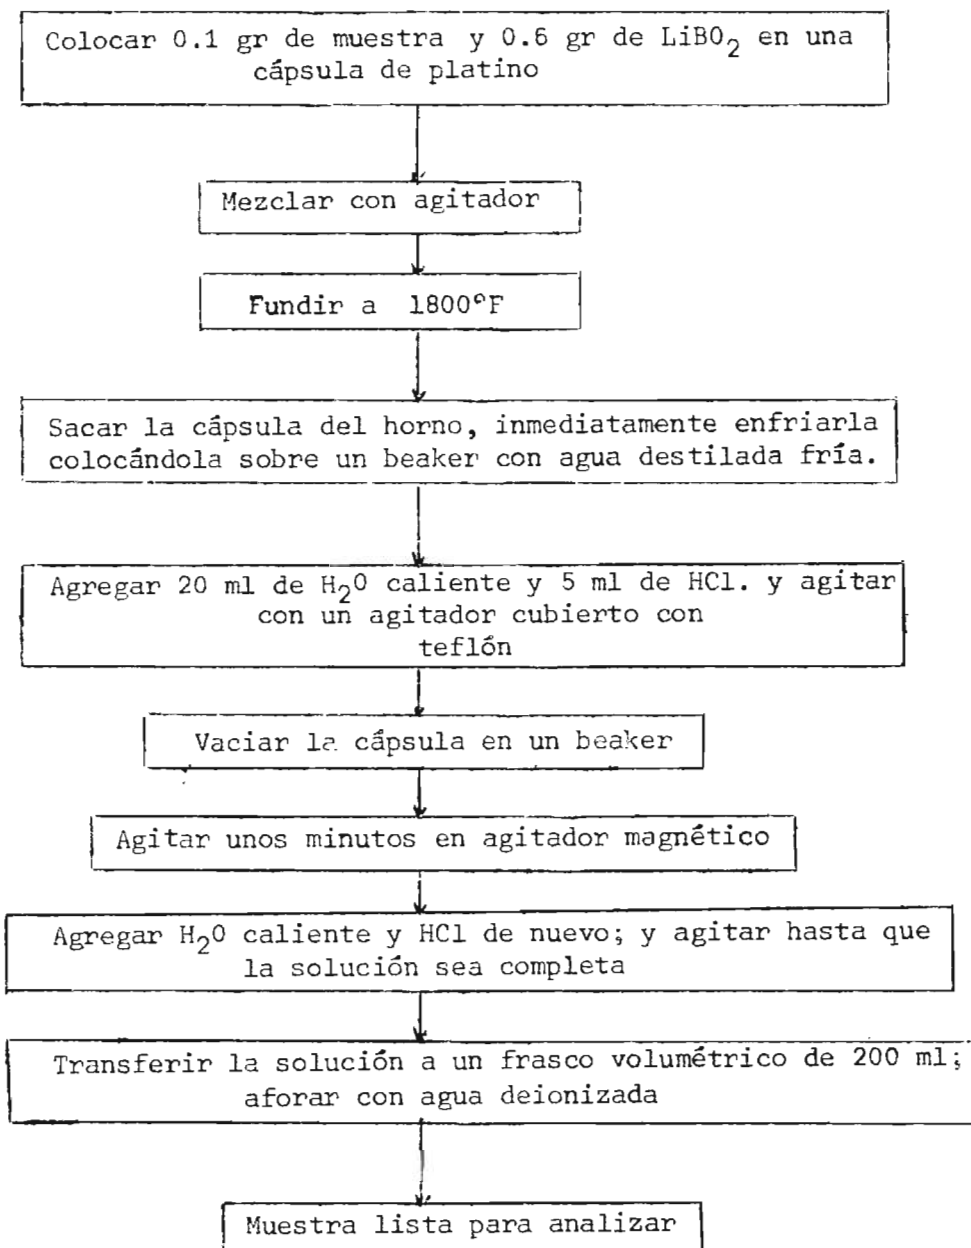 Colocar 0.1 gr de muestra y 0.6 gr de LiBO₂ en una
cápsula de platino
Mezclar con agitador
Fundir a 1800°F
Sacar la cápsula del horno, inmediatamente enfriarla
colocándola sobre un beaker con agua destilada fría.
Agregar 20 ml de H₂O caliente y 5 ml de HCl. y agitar
con un agitador cubierto con
teflón
Vaciar la cápsula en un beaker
Agitar unos minutos en agitador magnético
Agregar H₂O caliente y HCl de nuevo; y agitar hasta que
la solución sea completa
Transferir la solución a un frasco volumétrico de 200 ml;
aforar con agua deionizada
Muestra lista para analizar